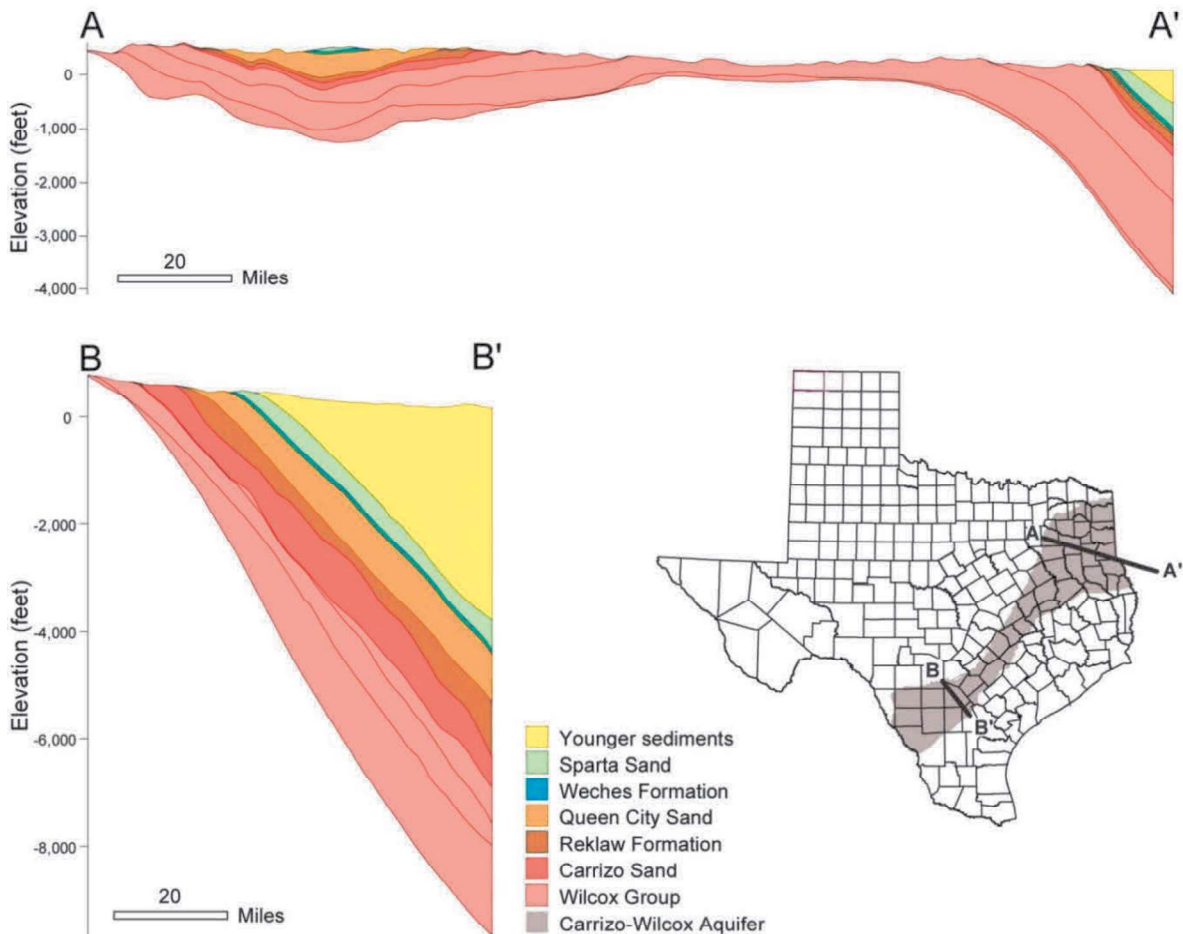 A A'
Elevation (feet)
0
-1,000
-2,000
-3,000
-4,000
20
Miles
B B'
Elevation (feet)
0
-2,000
-4,000
-6,000
-8,000
20
Miles
Younger sediments
Sparta Sand
Weches Formation
Queen City Sand
Reklaw Formation
Carrizo Sand
Wilcox Group
Carrizo-Wilcox Aquifer
A
A'
B
B'